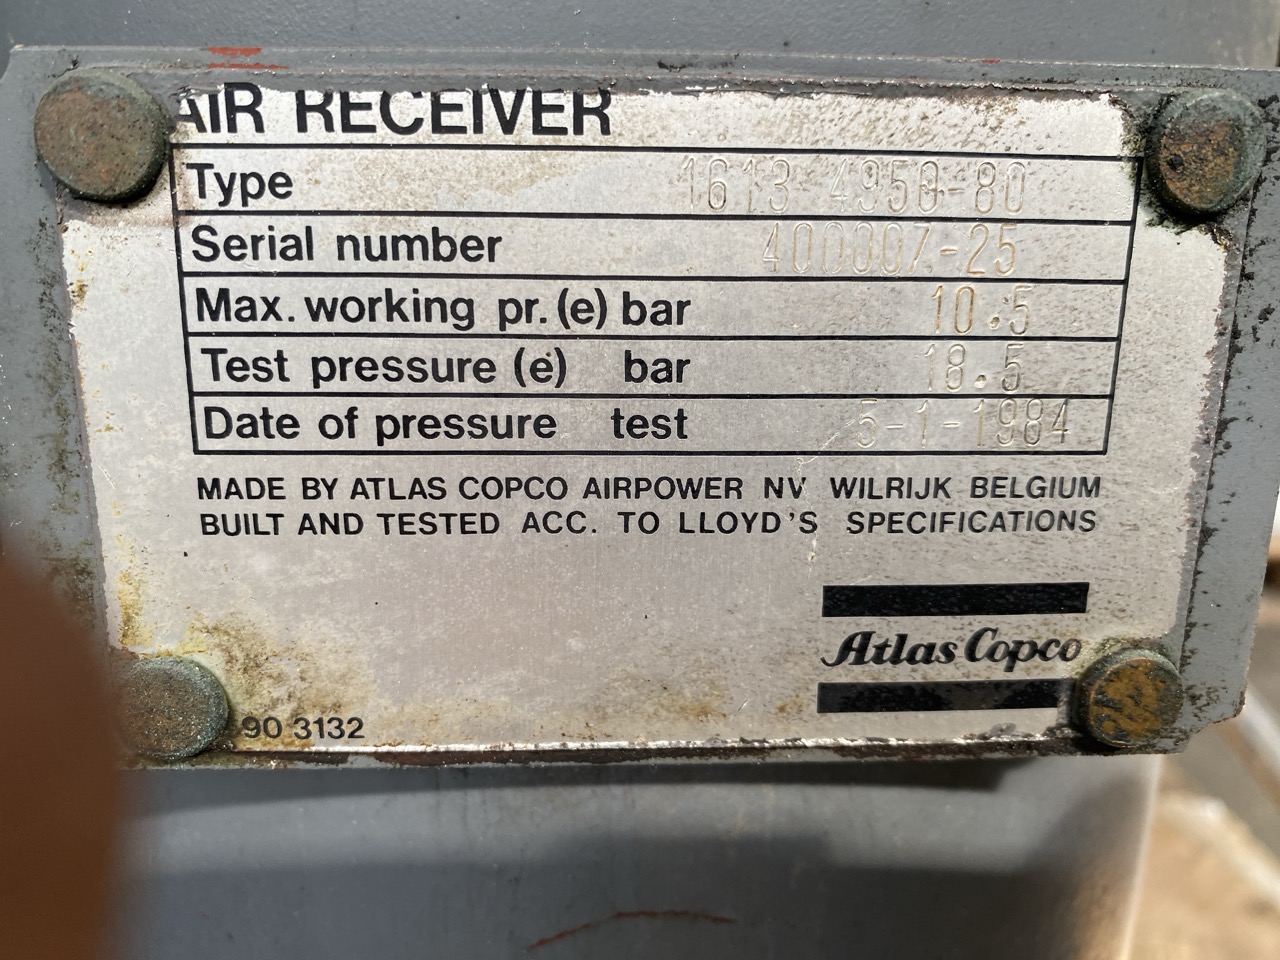 AIR RECEIVER
Type 1613 4950-80
Serial number 400007-25
Max. working pr. (e) bar 10.5
Test pressure (e) bar 18.5
Date of pressure test 5-1-1984
MADE BY ATLAS COPCO AIRPOWER NV WILRIJK BELGIUM
BUILT AND TESTED ACC. TO LLOYD'S SPECIFICATIONS
Atlas Copco
90 3132